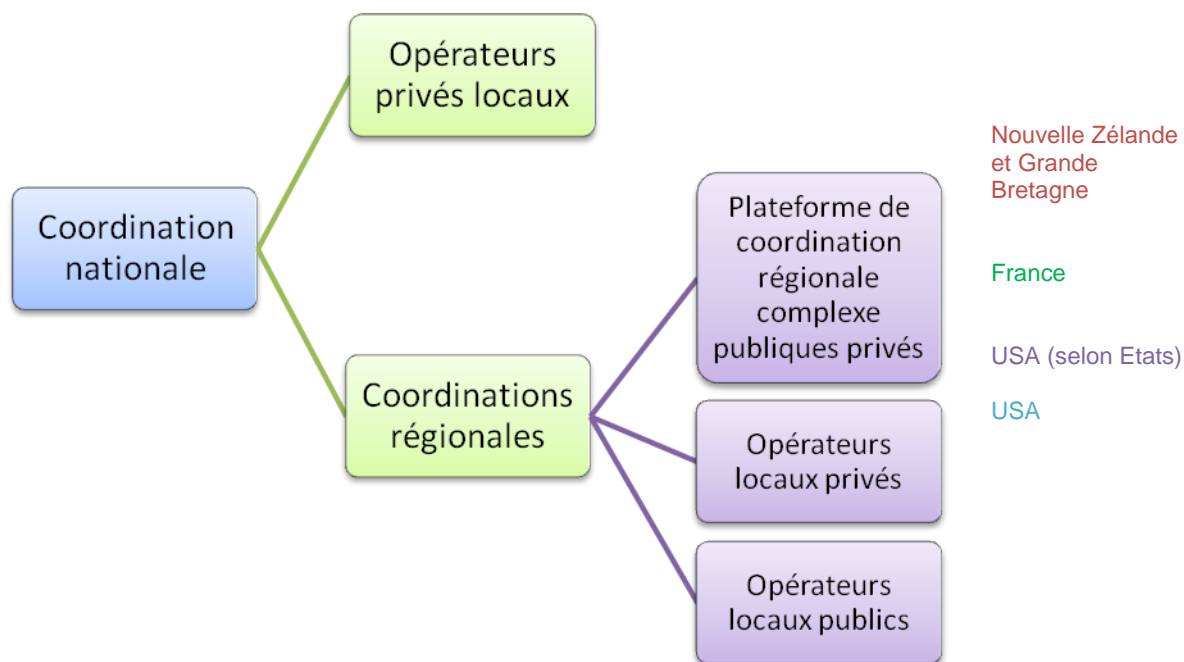 Opérateurs
privés locaux
Coordination
nationale
Coordinations
régionales
Plateforme de
coordination
régionale
complexe
publiques privés
Opérateurs
locaux privés
Opérateurs
locaux publics
Nouvelle Zélande
et Grande
Bretagne
France
USA (selon Etats)
USA